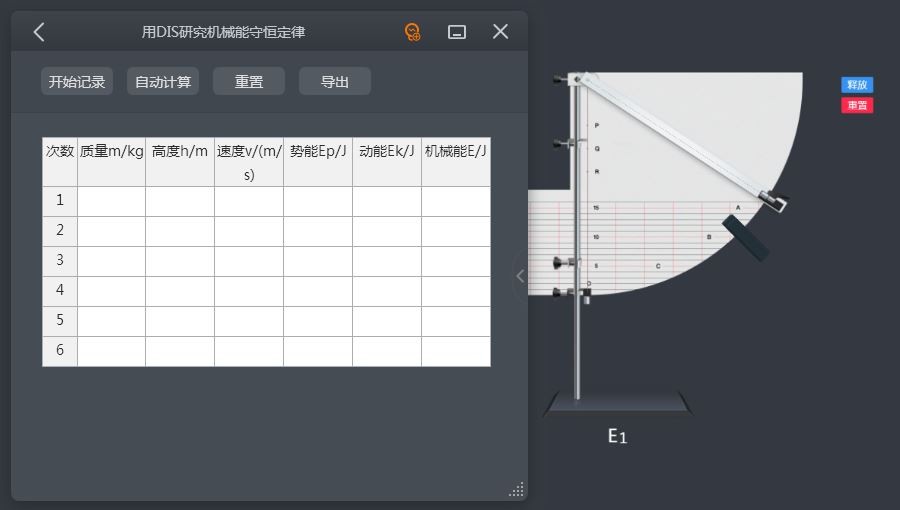 用DIS研究机械能守恒定律
开始记录 自动计算 重置 导出
次数 质量m/kg 高度h/m 速度v/(m/s) 势能Ep/J 动能Ek/J 机械能E/J
1
2
3
4
5
6
释放
重置
P
Q
R
15 A
10 B
5 C
D
E1